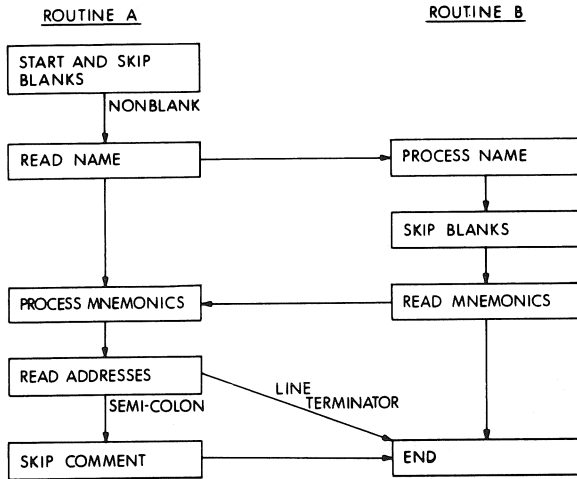 ROUTINE A
ROUTINE B
START AND SKIP
BLANKS
NONBLANK
READ NAME
PROCESS NAME
SKIP BLANKS
PROCESS MNEMONICS
READ MNEMONICS
READ ADDRESSES
LINE
TERMINATOR
SEMI-COLON
SKIP COMMENT
END